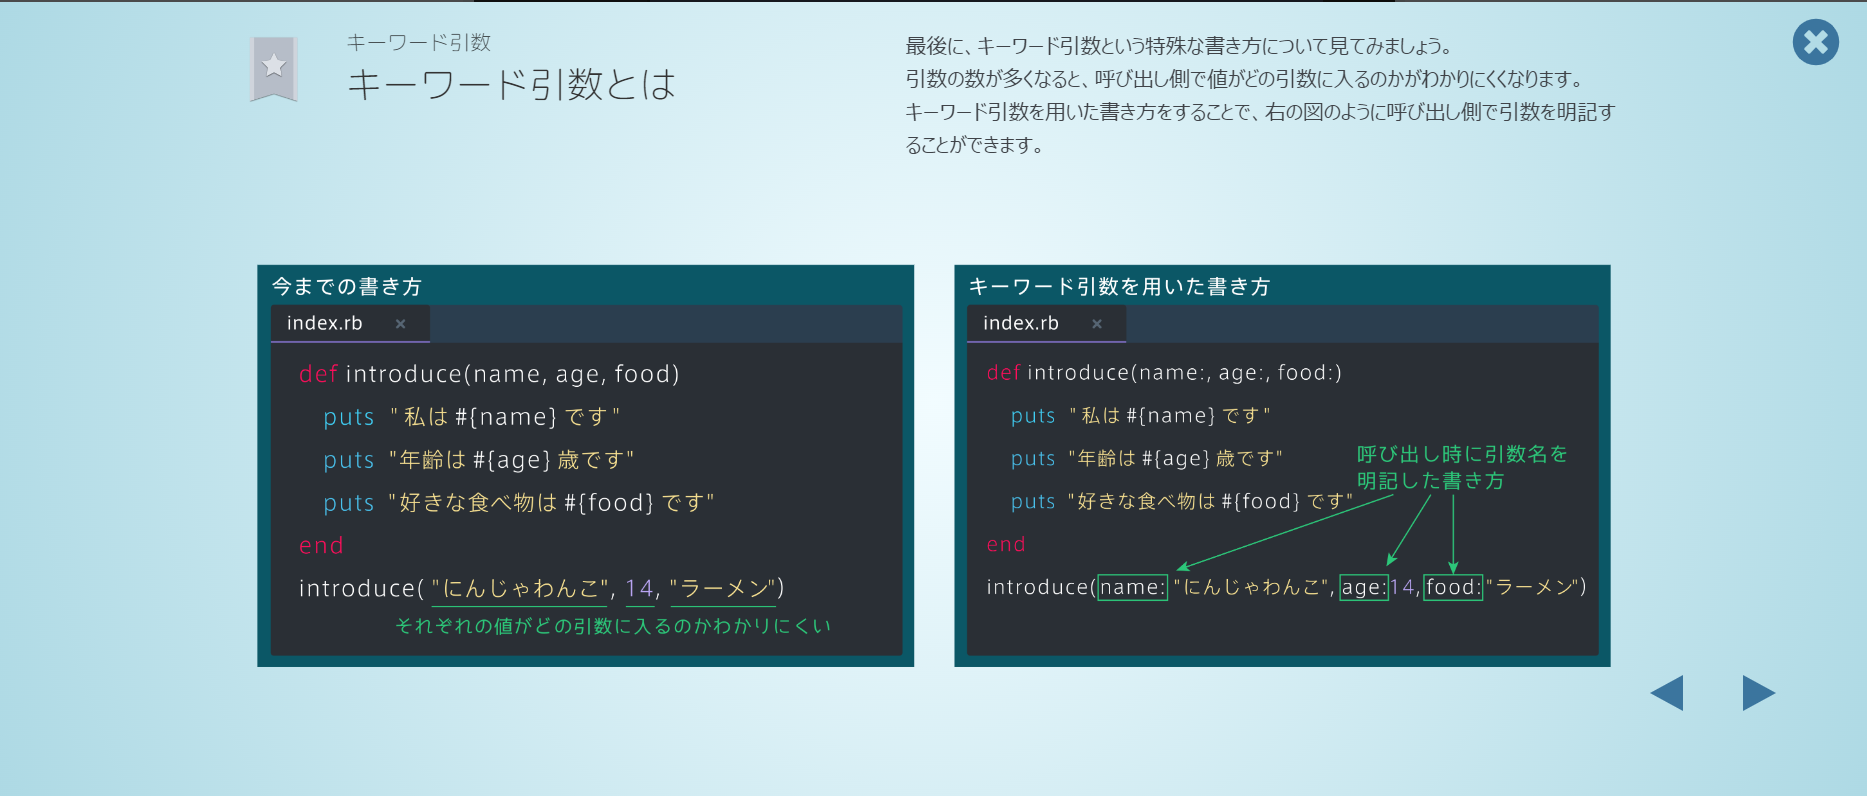 キーワード引数
キーワード引数とは
最後に、キーワード引数という特殊な書き方について見てみましょう。
引数の数が多くなると、呼び出し側で値がどの引数に入るのかがわかりにくくなります。
キーワード引数を用いた書き方をすることで、右の図のように呼び出し側で引数を明記す
ることができます。
今までの書き方
index.rb ×
def introduce(name, age, food)
puts "私は #{name} です"
puts "年齢は #{age} 歳です"
puts "好きな食べ物は #{food} です"
end
introduce( "にんじゃわんこ", 14, "ラーメン")
それぞれの値がどの引数に入るのかわかりにくい
キーワード引数を用いた書き方
index.rb ×
def introduce(name:, age:, food:)
puts "私は #{name} です"
puts "年齢は #{age} 歳です"
puts "好きな食べ物は #{food} です"
呼び出し時に引数名を
明記した書き方
end
introduce(name: "にんじゃわんこ", age:14, food: "ラーメン")